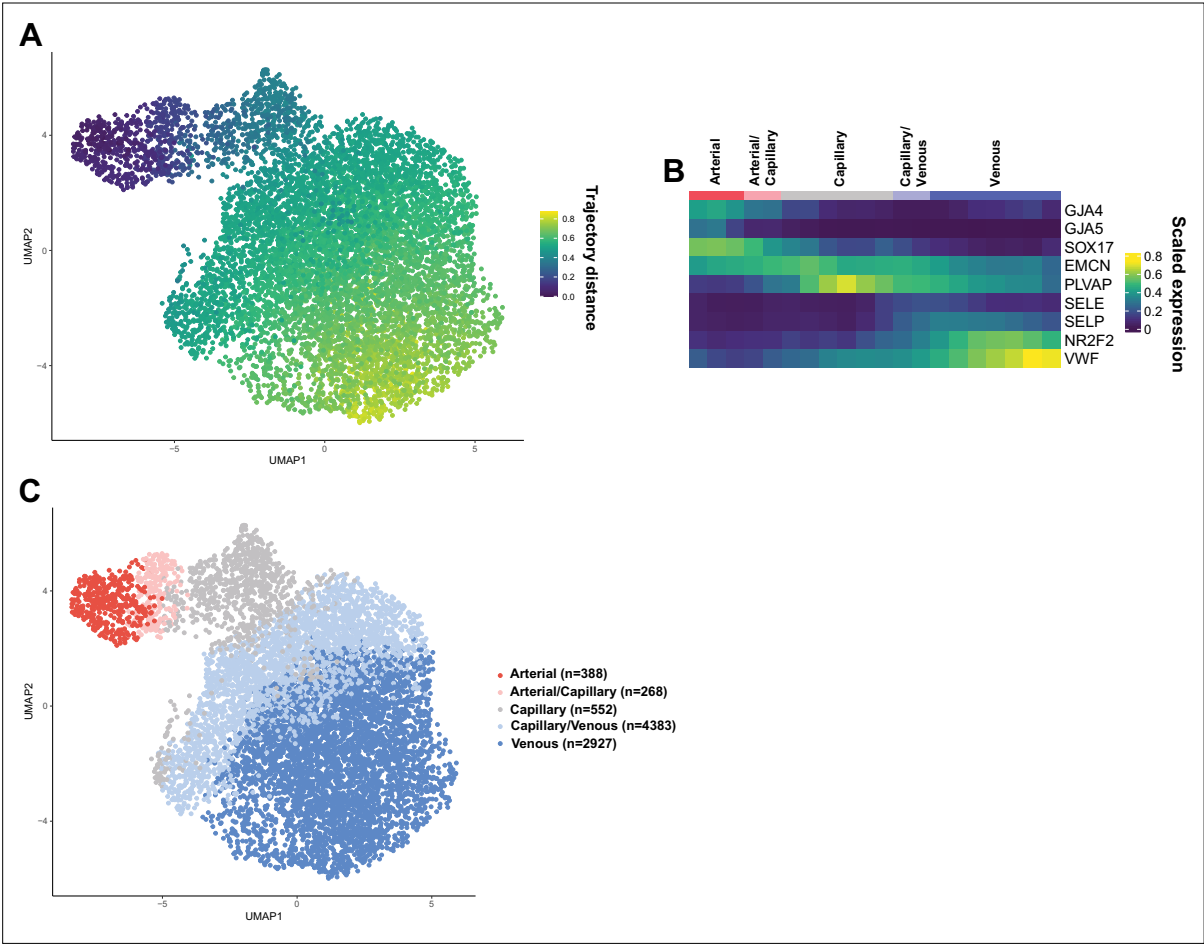 A
4
0
−4
−5
0
5
UMAP1
UMAP2
0.8
0.6
0.4
0.2
0.0
Trajectory distance
B
Arterial
Arterial/
Capillary
Capillary
Capillary/
Venous
Venous
GJA4
GJA5
SOX17
EMCN
PLVAP
SELE
SELP
NR2F2
VWF
0.8
0.6
0.4
0.2
0
Scaled expression
C
4
0
−4
−5
0
5
UMAP1
UMAP2
Arterial (n=388)
Arterial/Capillary (n=268)
Capillary (n=552)
Capillary/Venous (n=4383)
Venous (n=2927)